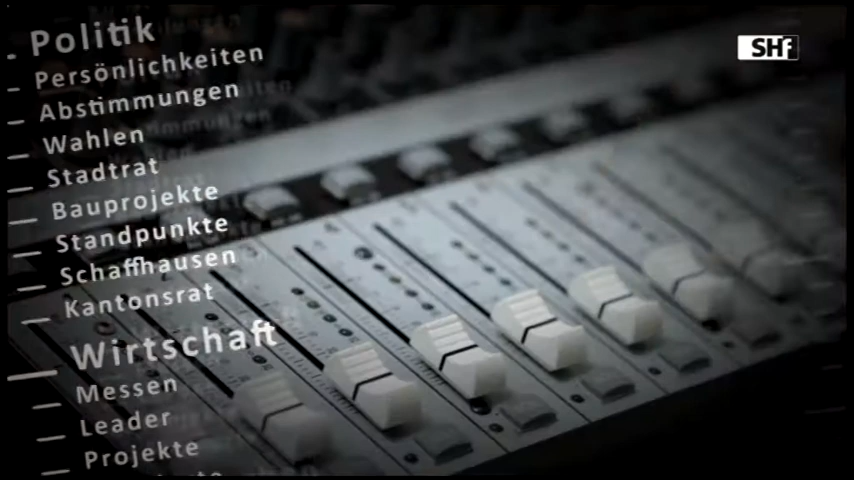 SHf
Politik
Persönlichkeiten
Abstimmungen
Wahlen
Stadtrat
Bauprojekte
Standpunkte
Schaffhausen
Kantonsrat
Wirtschaft
Messen
Leader
Projekte